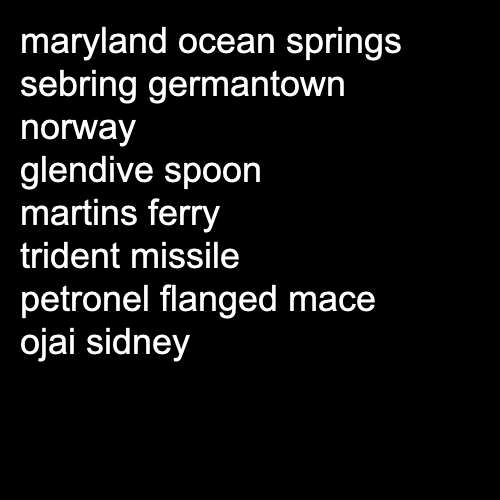 maryland ocean springs
sebring germantown
norway
glendive spoon
martins ferry
trident missile
petronel flanged mace
ojai sidney